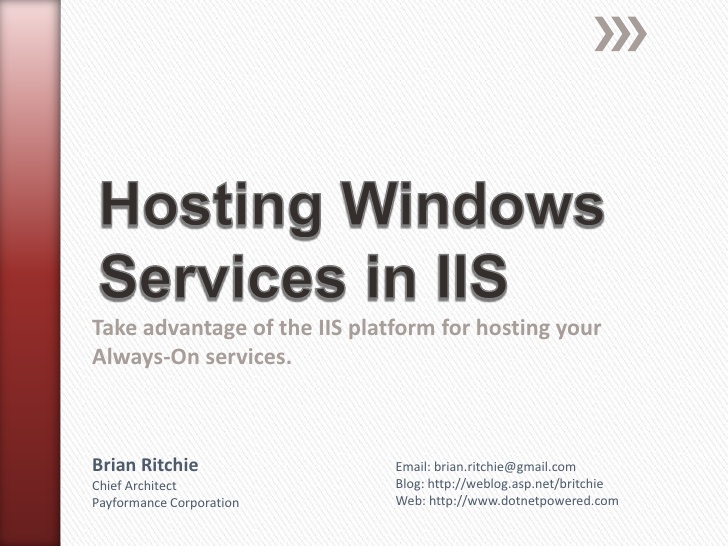 Hosting Windows
Services in IIS
Take advantage of the IIS platform for hosting your
Always-On services.
Brian Ritchie
Chief Architect
Payformance Corporation
Email: brian.ritchie@gmail.com
Blog: http://weblog.asp.net/britchie
Web: http://www.dotnetpowered.com